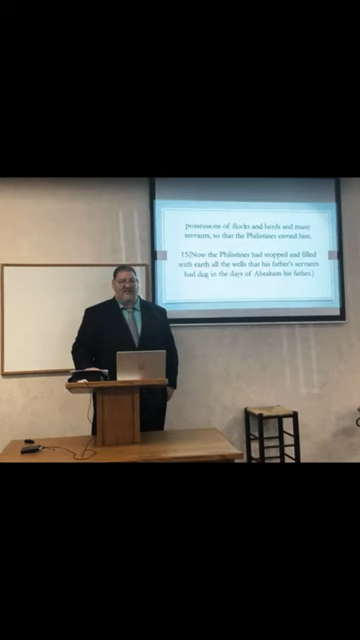 possessions of flocks and herds and many
servants, so that the Philistines envied him.
15(Now the Philistines had stopped and filled
with earth all the wells that his father's servants
had dug in the days of Abraham his father.)